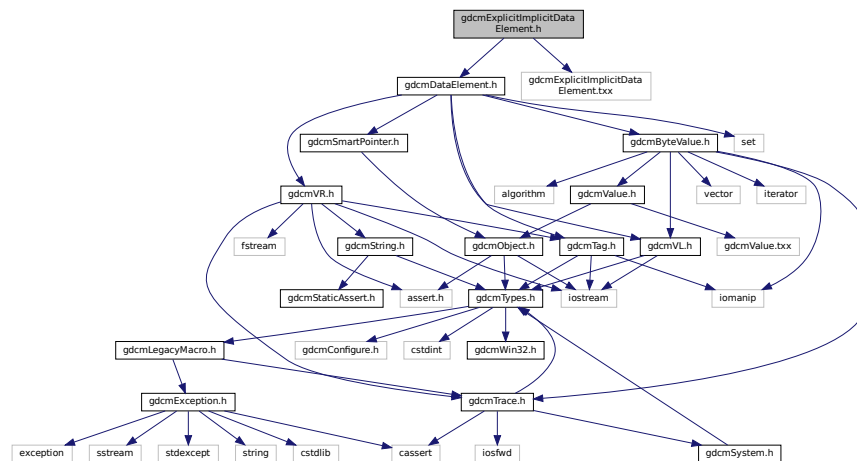 gdcmExplicitImplicitData
Element.h
gdcmDataElement.h
gdcmExplicitImplicitData
Element.txx
gdcmSmartPointer.h
gdcmByteValue.h
set
gdcmVR.h
algorithm
gdcmValue.h
vector
iterator
fstream
gdcmString.h
gdcmObject.h
gdcmTag.h
gdcmVL.h
gdcmValue.txx
gdcmStaticAssert.h
assert.h
gdcmTypes.h
iostream
iomanip
gdcmLegacyMacro.h
gdcmConfigure.h
cstdint
gdcmWin32.h
gdcmException.h
gdcmTrace.h
exception
sstream
stdexcept
string
cstdlib
cassert
iosfwd
gdcmSystem.h